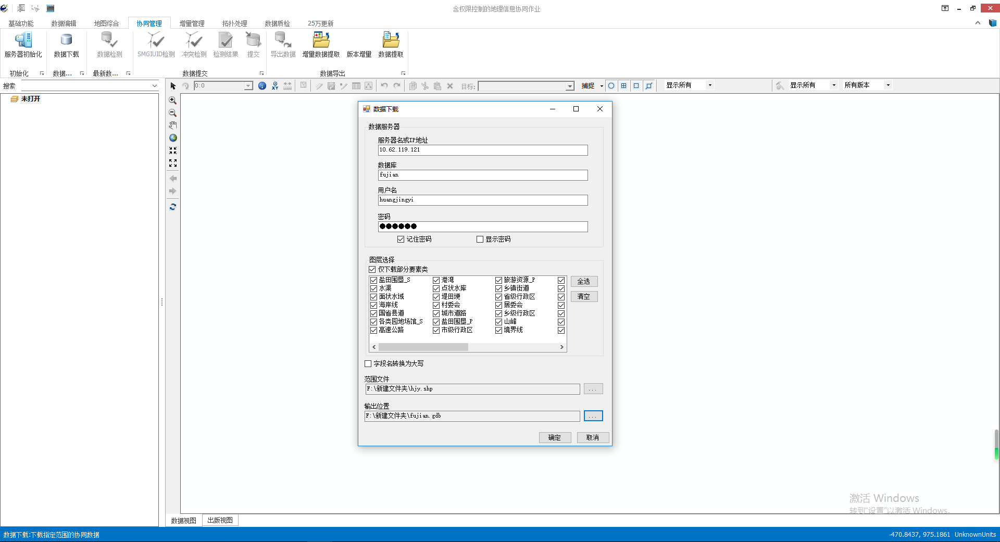 含权限控制的地理信息协同作业
基础功能 数据编辑 地图综合 协同管理 增量管理 拓扑处理 数据质检 25万更新
服务器初始化 数据下载 数据检测 SMGIUID检测 冲突检测 检测结果 提交 导出数据 增量数据提取 版本增量 数据提取
初始化 数据... 最新数... 数据提交 数据导出
搜索
0:0 XY 目标: 捕捉 显示所有 显示所有 所有版本
未打开
数据下载
数据服务器
服务器名或IP地址
10.62.119.121
数据库
fujian
用户名
huangjingyi
密码
●●●●●●
记住密码 显示密码
图层选择
仅下载部分要素类
盐田围垦_S 港湾 旅游资源_P 全选
水渠 点状水库 乡镇街道
面状水域 堤田埂 省级行政区 清空
海岸线 村委会 居委会
国省县道 城市道路 乡级行政区
各类园地场馆_S 盐田围垦_P 山峰
高速公路 市级行政区 境界线
字段名转换为大写
范围文件
F:\新建文件夹\hjy.shp ...
输出位置
F:\新建文件夹\fujian.gdb ...
确定 取消
激活 Windows
转到"设置"以激活 Windows。
数据视图 出版视图
数据下载:下载指定范围的协同数据 -470.8437, 975.1861 UnknownUnits